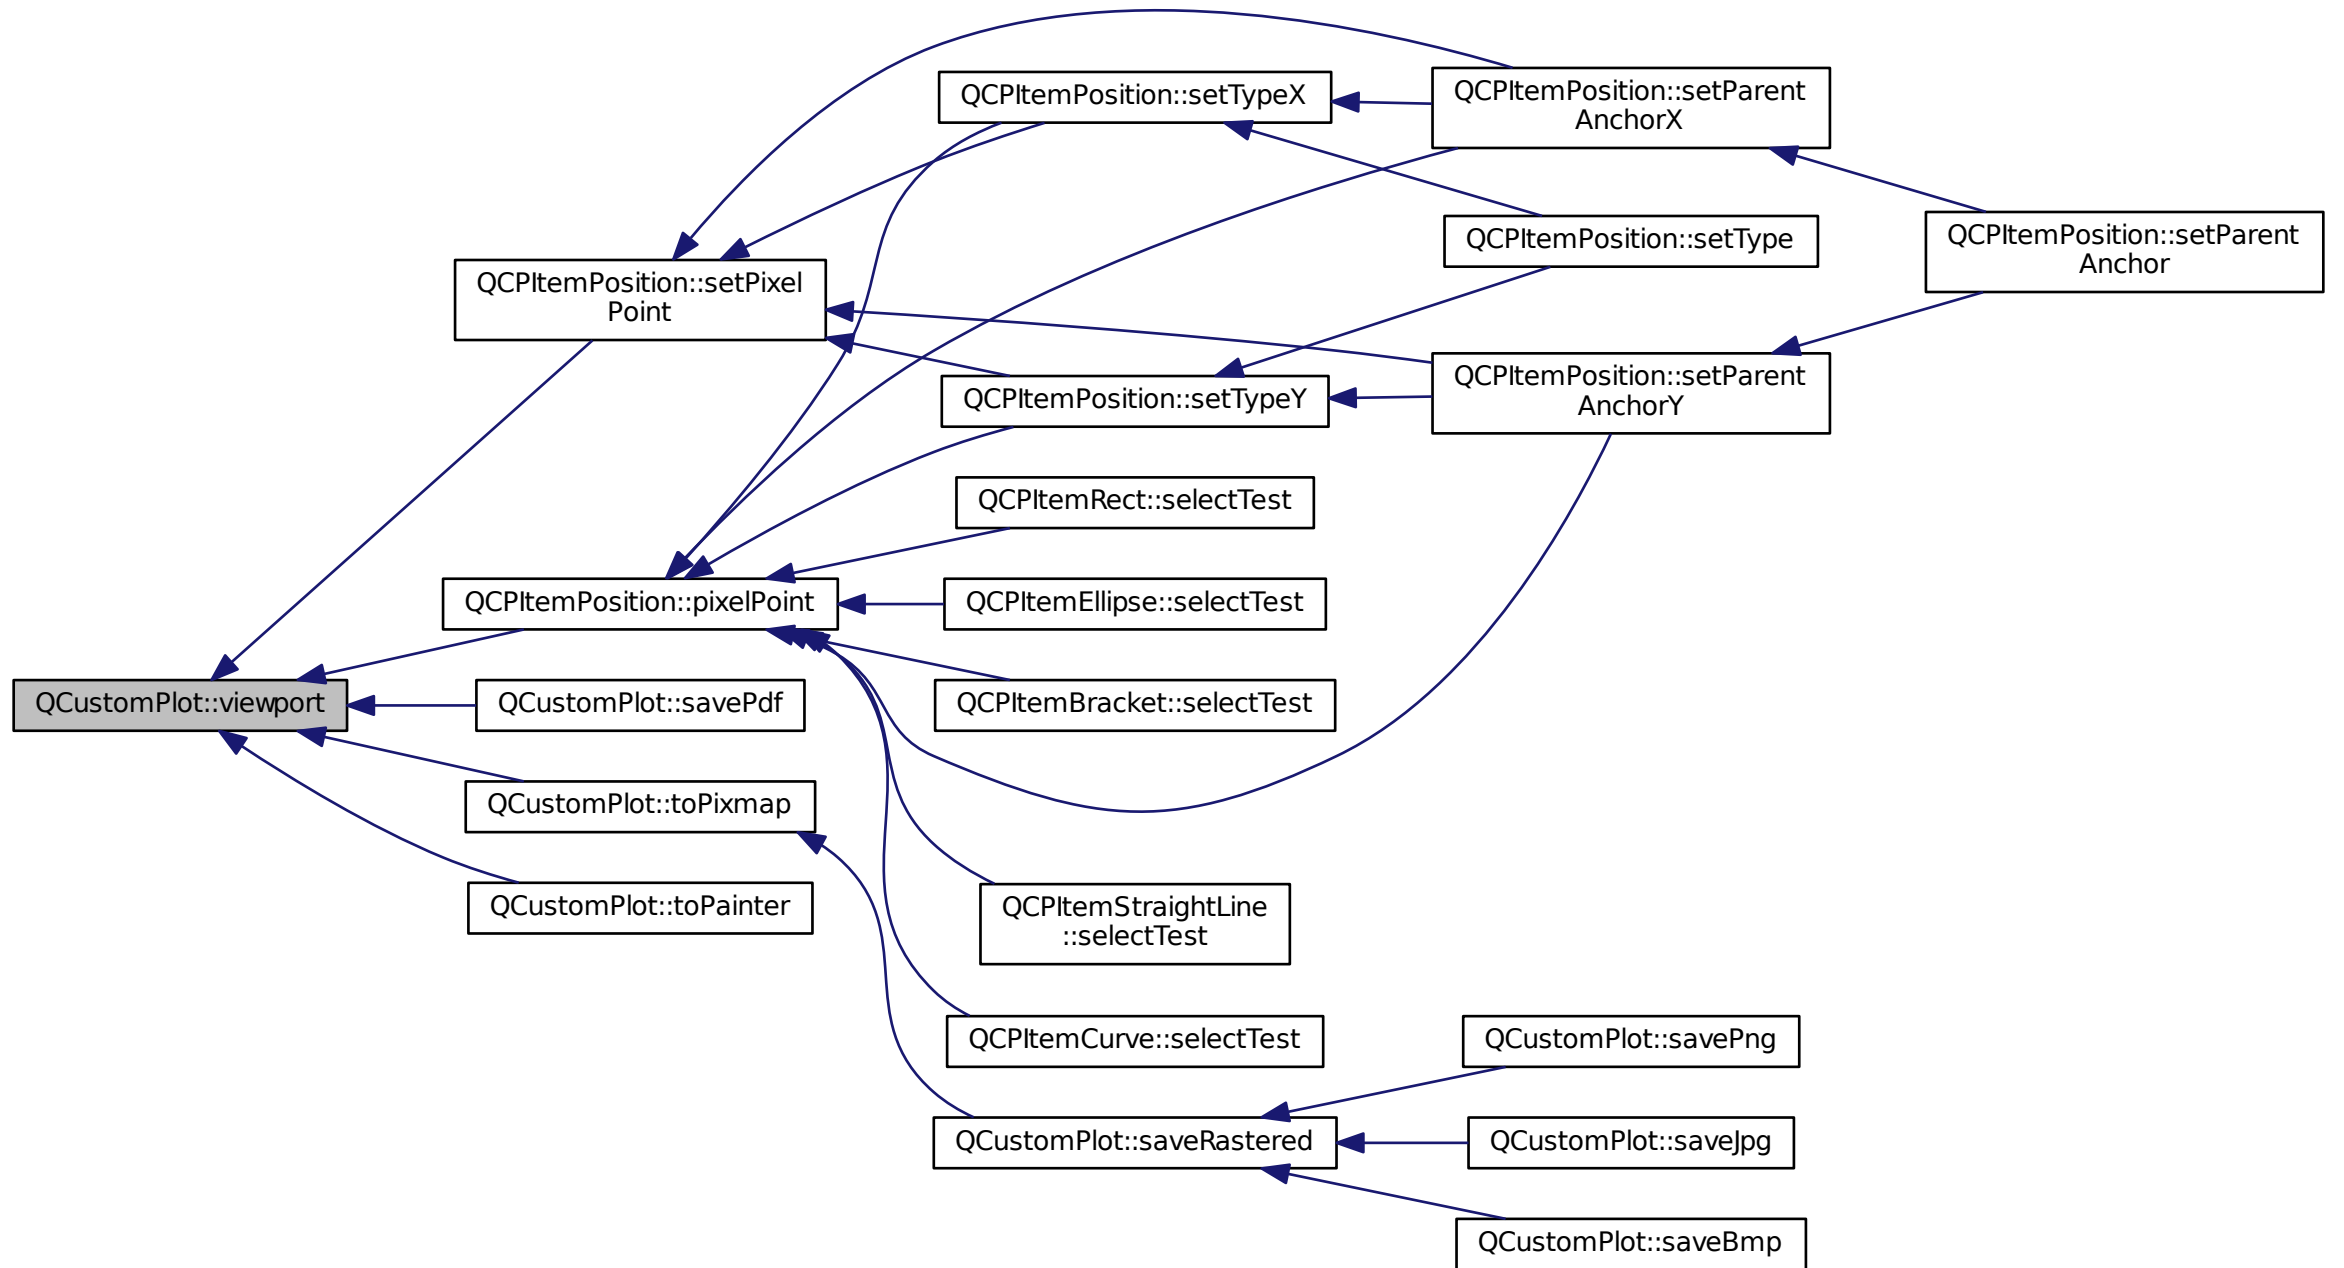 QCPItemPosition::setTypeX
QCPItemPosition::setParent
AnchorX
QCPItemPosition::setType
QCPItemPosition::setParent
Anchor
QCPItemPosition::setPixel
Point
QCPItemPosition::setTypeY
QCPItemPosition::setParent
AnchorY
QCPItemRect::selectTest
QCPItemPosition::pixelPoint
QCPItemEllipse::selectTest
QCustomPlot::viewport
QCustomPlot::savePdf
QCPItemBracket::selectTest
QCustomPlot::toPixmap
QCustomPlot::toPainter
QCPItemStraightLine
::selectTest
QCPItemCurve::selectTest
QCustomPlot::savePng
QCustomPlot::saveRastered
QCustomPlot::saveJpg
QCustomPlot::saveBmp